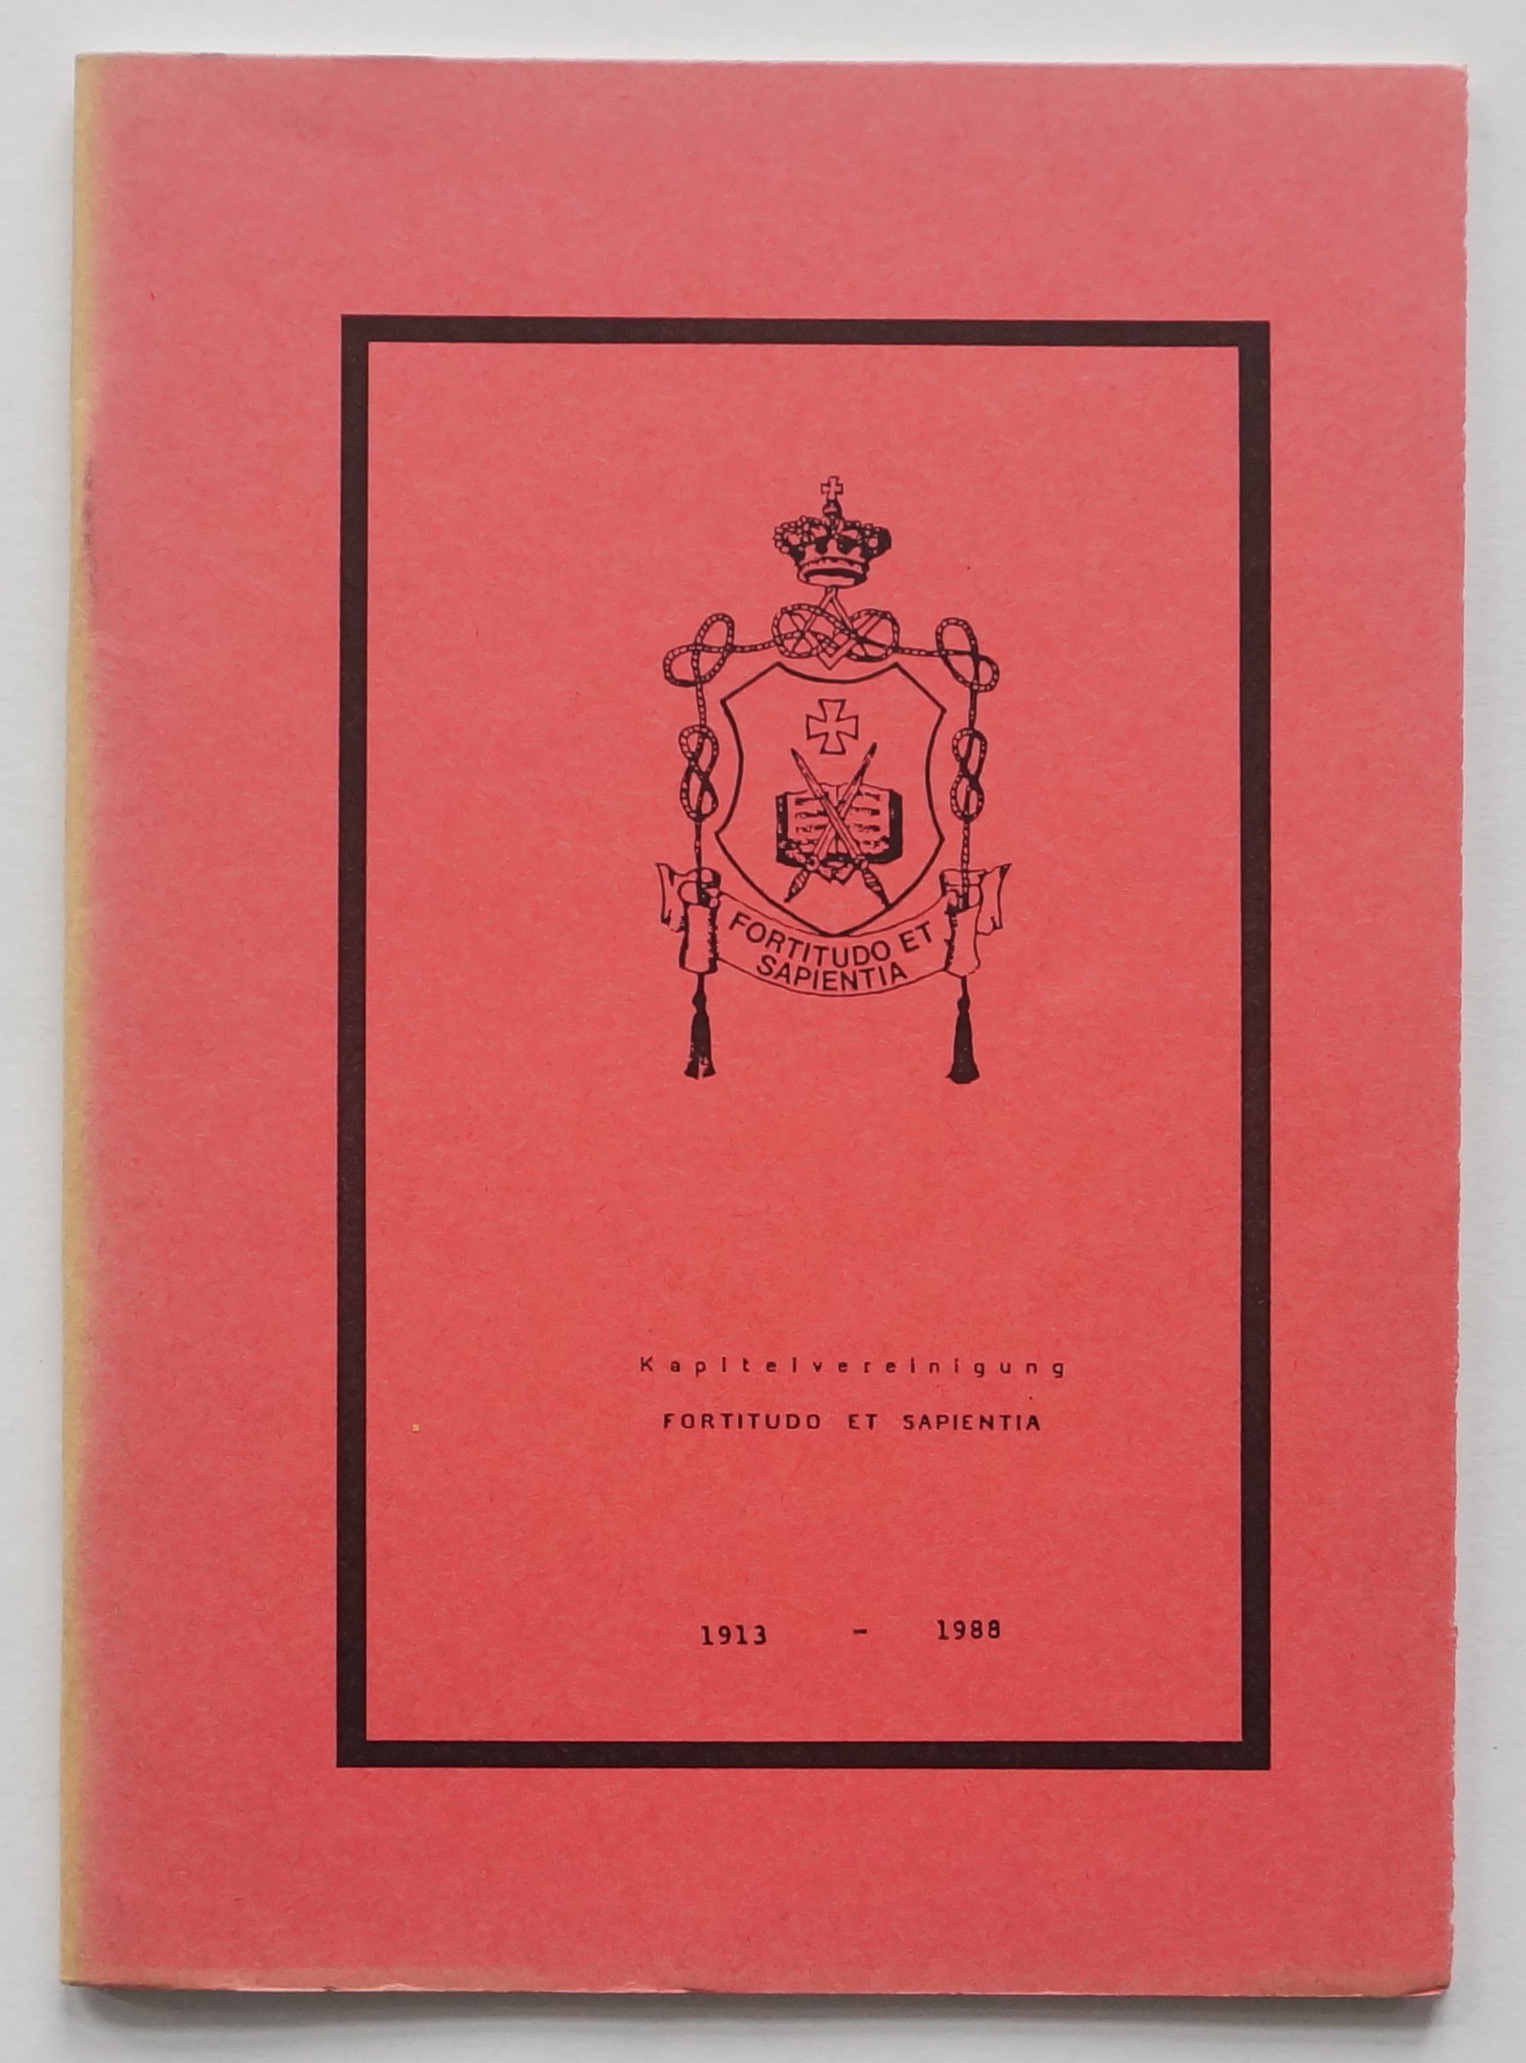 FORTITUDO ET
SAPIENTIA
Kapitelvereinigung
FORTITUDO ET SAPIENTIA
1913 - 1988